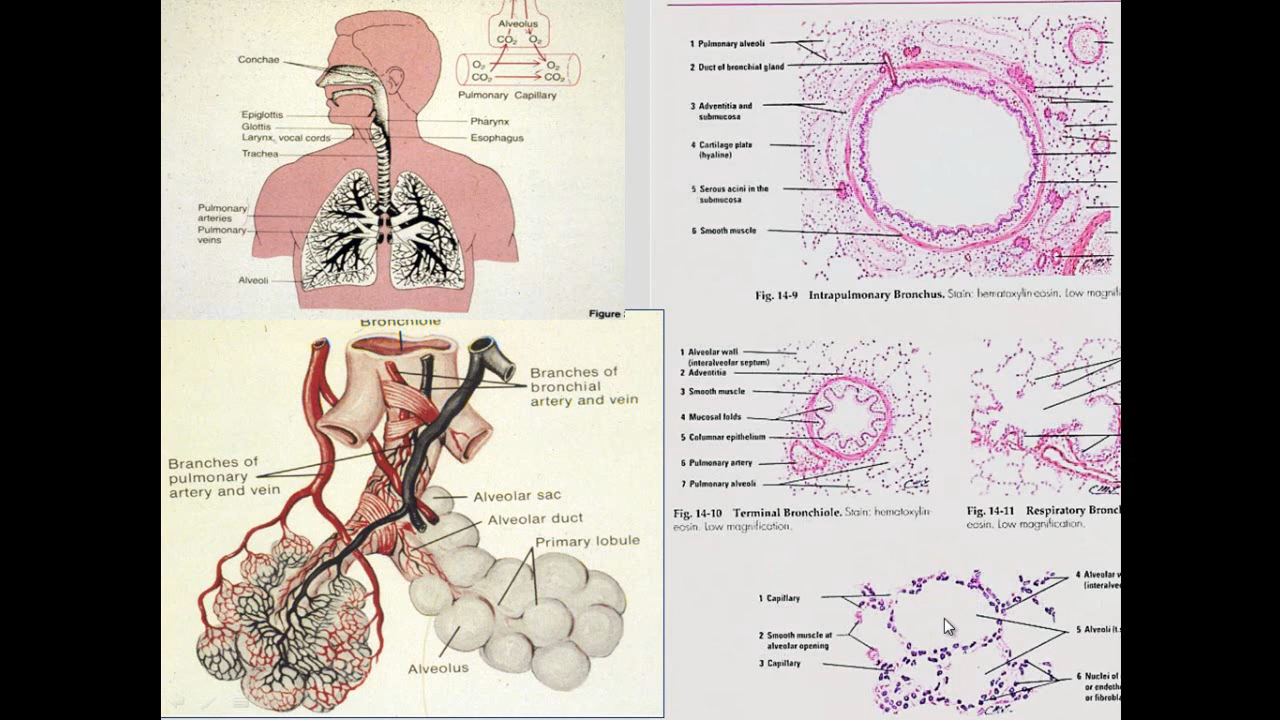 Alveolus
CO₂ O₂
Conchae
O₂ O₂
CO₂ CO₂
Pulmonary Capillary
Epiglottis
Glottis
Larynx, vocal cords
Trachea
Pharynx
Esophagus
Pulmonary
arteries
Pulmonary
veins
Alveoli
Figure
Bronchiole
Branches of
bronchial
artery and vein
Branches of
pulmonary
artery and vein
Alveolar sac
Alveolar duct
Primary lobule
Alveolus
1 Pulmonary alveoli
2 Duct of bronchial gland
3 Adventitia and
submucosa
4 Cartilage plate
(hyaline)
5 Serous acini in the
submucosa
6 Smooth muscle
Fig. 14-9 Intrapulmonary Bronchus. Stain: hematoxylin-eosin. Low magnifi
1 Alveolar wall
(interalveolar septum)
2 Adventitia
3 Smooth muscle
4 Mucosal folds
5 Columnar epithelium
6 Pulmonary artery
7 Pulmonary alveoli
Fig. 14-10 Terminal Bronchiole. Stain: hematoxylin-
eosin. Low magnification.
Fig. 14-11 Respiratory Bronc
eosin. Low magnification.
1 Capillary
2 Smooth muscle at
alveolar opening
3 Capillary
4 Alveolar w
(interalve
5 Alveoli (t
6 Nuclei of
or endoth
or fibrobla